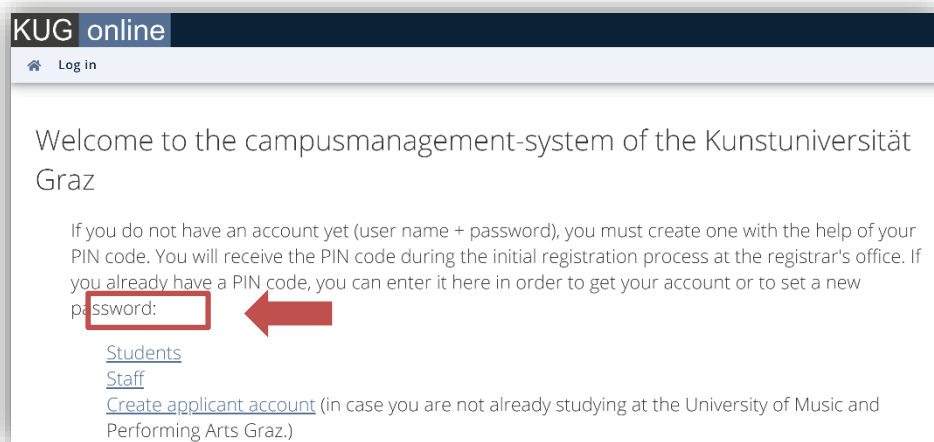 KUG online
Log in
Welcome to the campusmanagement-system of the Kunstuniversität
Graz
If you do not have an account yet (user name + password), you must create one with the help of your
PIN code. You will receive the PIN code during the initial registration process at the registrar's office. If
you already have a PIN code, you can enter it here in order to get your account or to set a new
password:
Students
Staff
Create applicant account (in case you are not already studying at the University of Music and
Performing Arts Graz.)